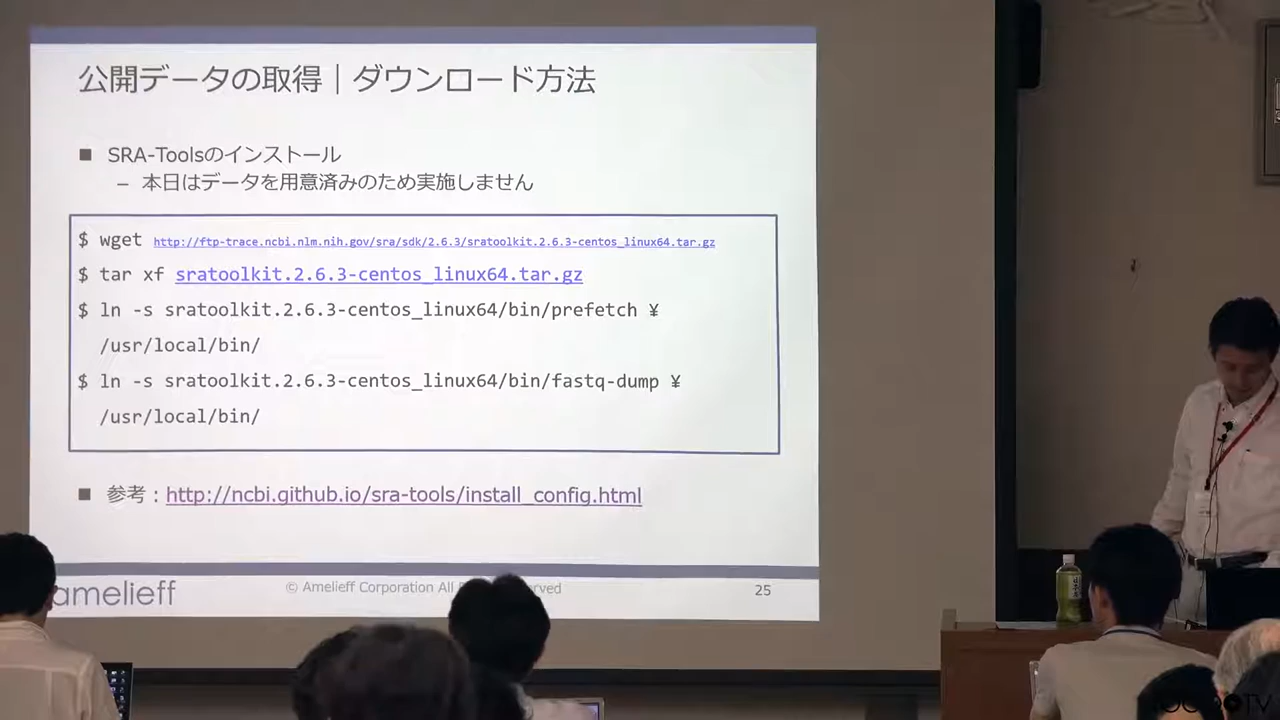 公開データの取得｜ダウンロード方法
■ SRA-Toolsのインストール
– 本日はデータを用意済みのため実施しません
$ wget http://ftp-trace.ncbi.nlm.nih.gov/sra/sdk/2.6.3/sratoolkit.2.6.3-centos_linux64.tar.gz
$ tar xf sratoolkit.2.6.3-centos_linux64.tar.gz
$ ln -s sratoolkit.2.6.3-centos_linux64/bin/prefetch ¥
/usr/local/bin/
$ ln -s sratoolkit.2.6.3-centos_linux64/bin/fastq-dump ¥
/usr/local/bin/
■ 参考：http://ncbi.github.io/sra-tools/install_config.html
amelieff
© Amelieff Corporation All
25